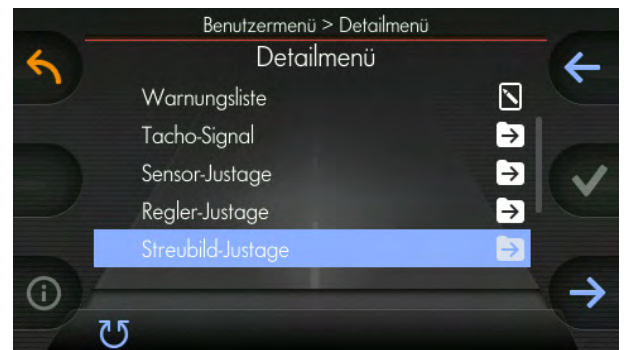 Benutzermenü > Detailmenü
Detailmenü
Warnungsliste
Tacho-Signal
Sensor-Justage
Regler-Justage
Streubild-Justage